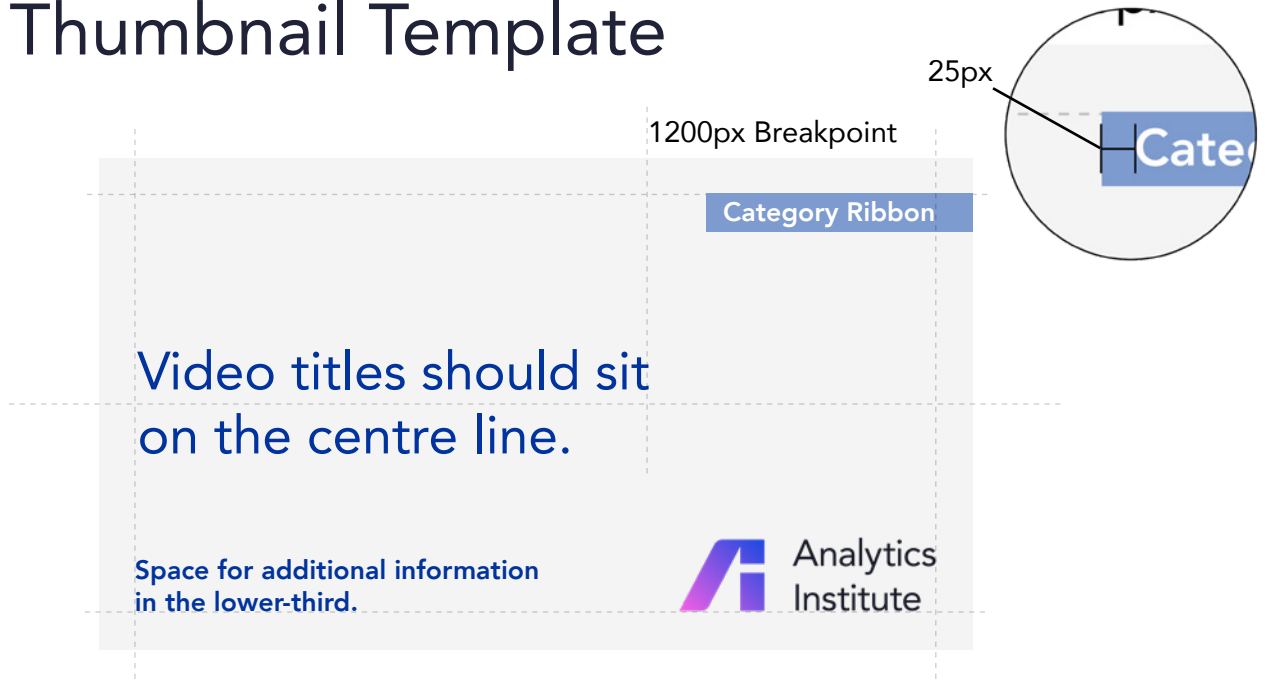 Thumbnail Template
25px
1200px Breakpoint
Cate
Category Ribbon
Video titles should sit
on the centre line.
Space for additional information
in the lower-third.
Analytics
Institute